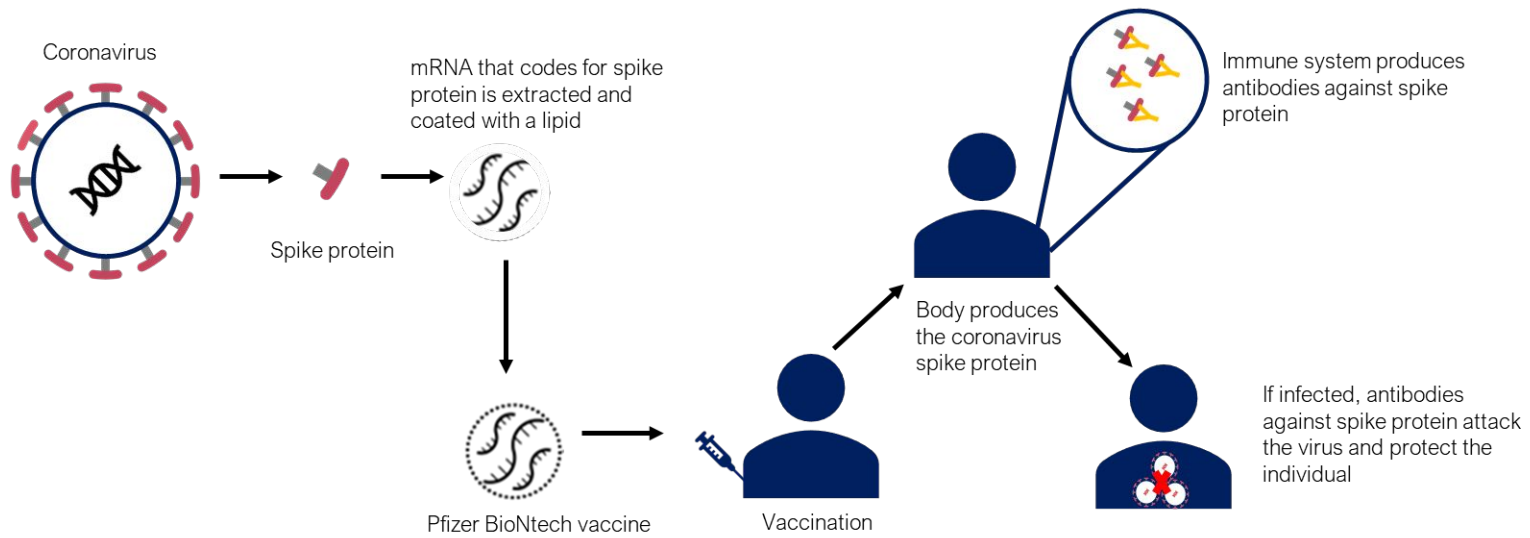 Coronavirus
mRNA that codes for spike
protein is extracted and
coated with a lipid
Spike protein
Pfizer BioNtech vaccine
Vaccination
Body produces
the coronavirus
spike protein
Immune system produces
antibodies against spike
protein
If infected, antibodies
against spike protein attack
the virus and protect the
individual